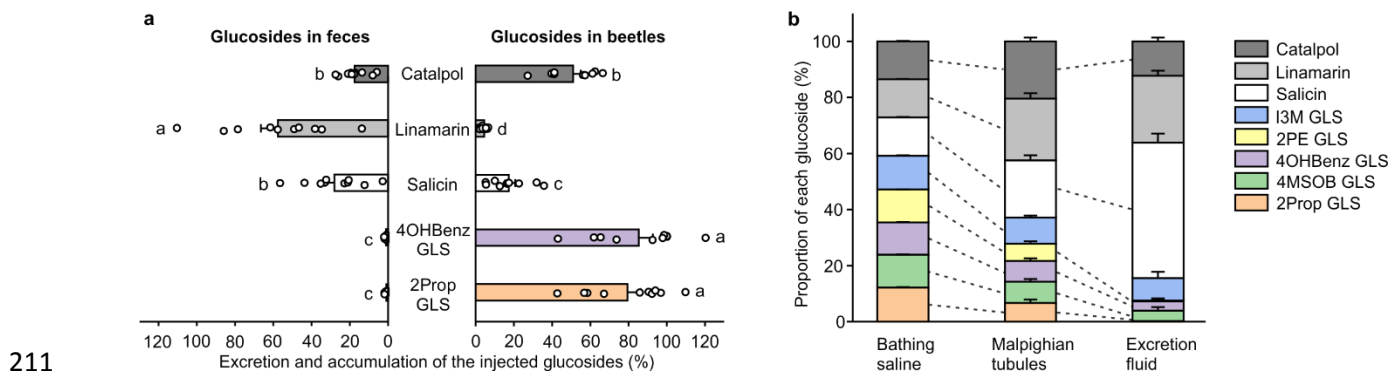 a
Glucosides in feces
Glucosides in beetles
b Catalpol b
a Linamarin d
b Salicin c
c 4OHBenz GLS a
c 2Prop GLS a
120 100 80 60 40 20 0
0 20 40 60 80 100 120
Excretion and accumulation of the injected glucosides (%)
b
Proportion of each glucoside (%)
100
80
60
40
20
0
Bathing saline
Malpighian tubules
Excretion fluid
Catalpol
Linamarin
Salicin
I3M GLS
2PE GLS
4OHBenz GLS
4MSOB GLS
2Prop GLS
211